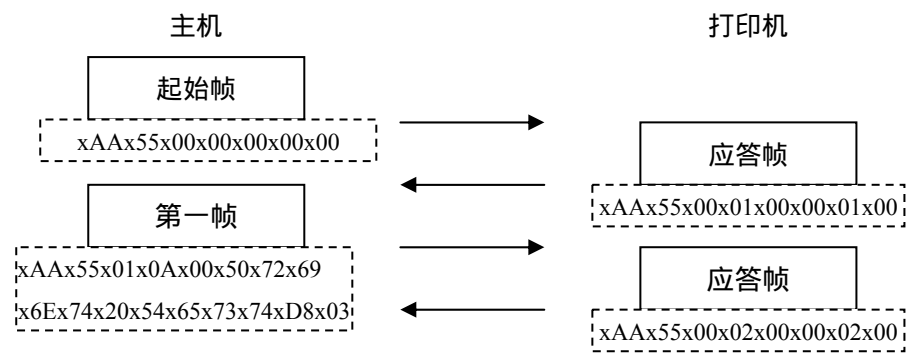 主机
打印机
起始帧
xAAx55x00x00x00x00x00
应答帧
xAAx55x00x01x00x00x01x00
第一帧
xAAx55x01x0Ax00x50x72x69
x6Ex74x20x54x65x73x74xD8x03
应答帧
xAAx55x00x02x00x00x02x00